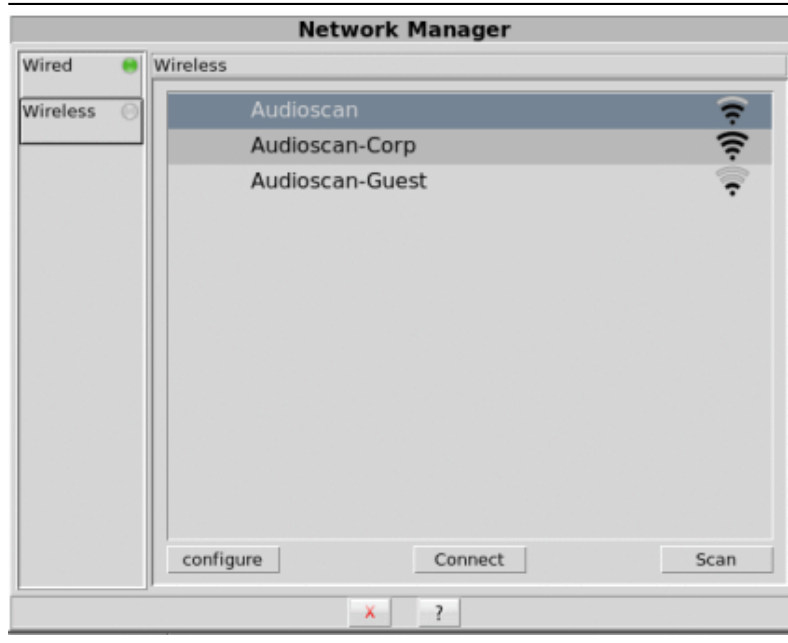 Network Manager
Wired
Wireless
Wireless
Audioscan
Audioscan-Corp
Audioscan-Guest
configure Connect Scan
X ?